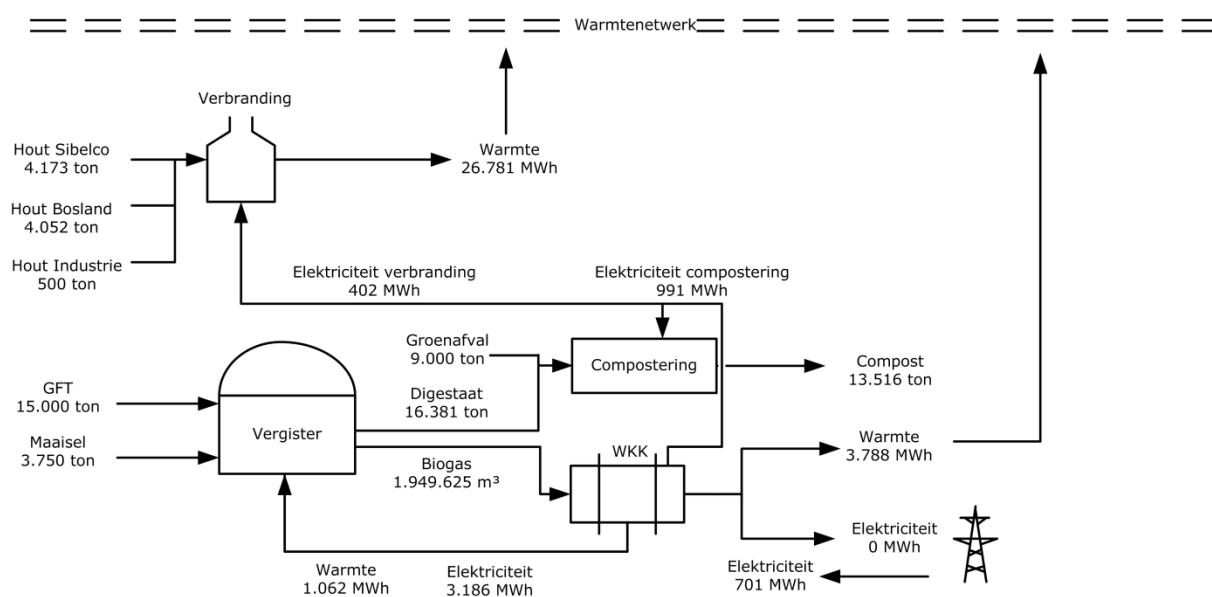 Warmtenetwerk
Verbranding
Hout Sibelco
4.173 ton
Warmte
26.781 MWh
Hout Bosland
4.052 ton
Hout Industrie
500 ton
Elektriciteit verbranding
402 MWh
Elektriciteit compostering
991 MWh
Groenafval
9.000 ton
Compostering
Compost
13.516 ton
GFT
15.000 ton
Digestaat
16.381 ton
Vergister
Maaisel
3.750 ton
Biogas
1.949.625 m³
WKK
Warmte
3.788 MWh
Elektriciteit
0 MWh
Warmte
1.062 MWh
Elektriciteit
3.186 MWh
Elektriciteit
701 MWh